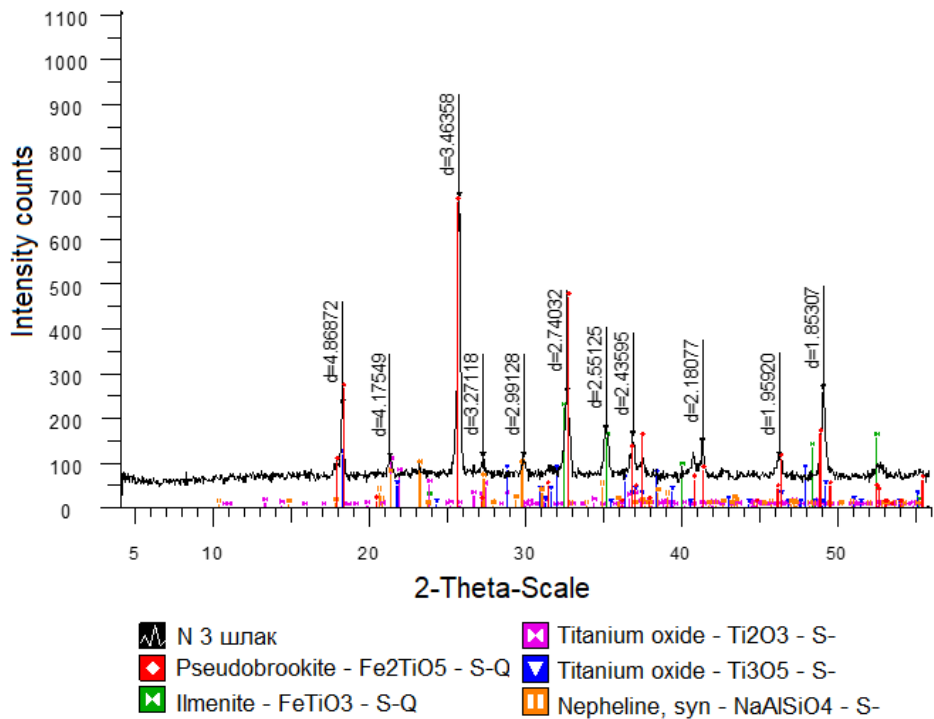 1100
1000
900
800
700
600
500
400
300
200
100
0
Intensity counts
d=4.86872
d=4.17549
d=3.46358
d=3.27118
d=2.99128
d=2.74032
d=2.55125
d=2.43595
d=2.18077
d=1.95920
d=1.85307
5 10 20 30 40 50
2-Theta-Scale
N 3 шлак
Pseudobrookite - Fe2TiO5 - S-Q
Ilmenite - FeTiO3 - S-Q
Titanium oxide - Ti2O3 - S-
Titanium oxide - Ti3O5 - S-
Nepheline, syn - NaAlSiO4 - S-